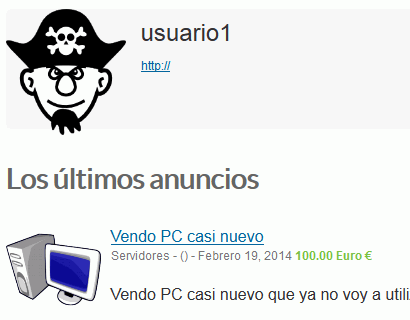 usuario1
http://
Los últimos anuncios
Vendo PC casi nuevo
Servidores - () - Febrero 19, 2014 100.00 Euro €
Vendo PC casi nuevo que ya no voy a utili